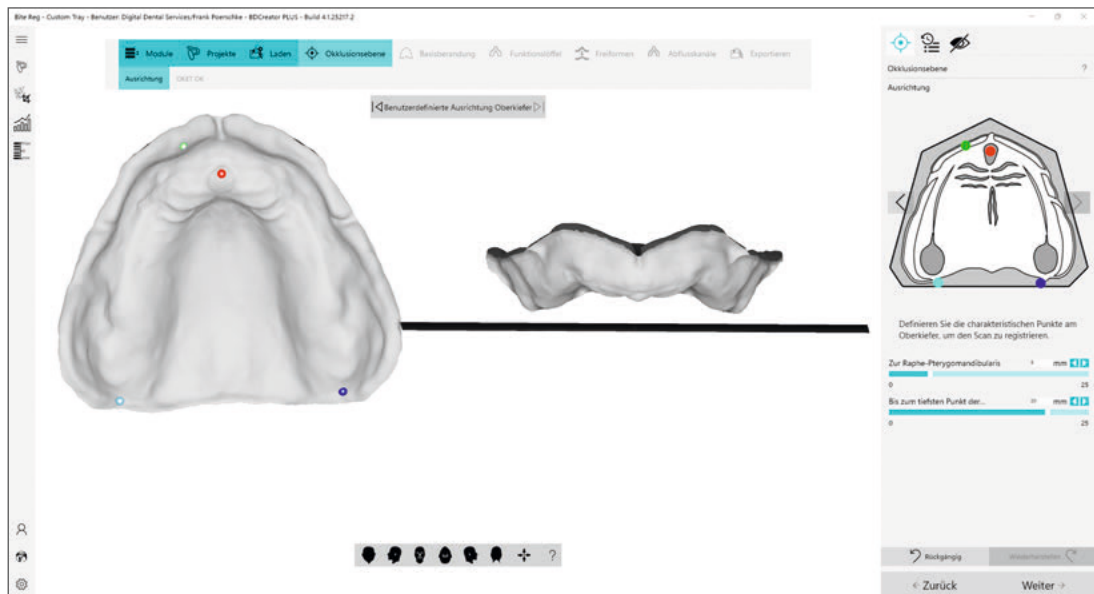 Bite Reg - Custom Tray - Benutzer: Digital Dental Services/Frank Poerschke - BDCreator PLUS - Build 4.1.25217.2
Module Projekte Laden Okklusionsebene Basisberandung Funktionslöffel Freiformen Abflusskanäle Exportieren
Ausrichtung OKET OK
Benutzerdefinierte Ausrichtung Oberkiefer
Okklusionsebene ?
Ausrichtung
Definieren Sie die charakteristischen Punkte am
Oberkiefer, um den Scan zu registrieren.
Zur Raphe-Pterygomandibularis mm
0 25
Bis zum tiefsten Punkt der... mm
0 25
?
Rückgängig Wiederherstellen
Zurück Weiter